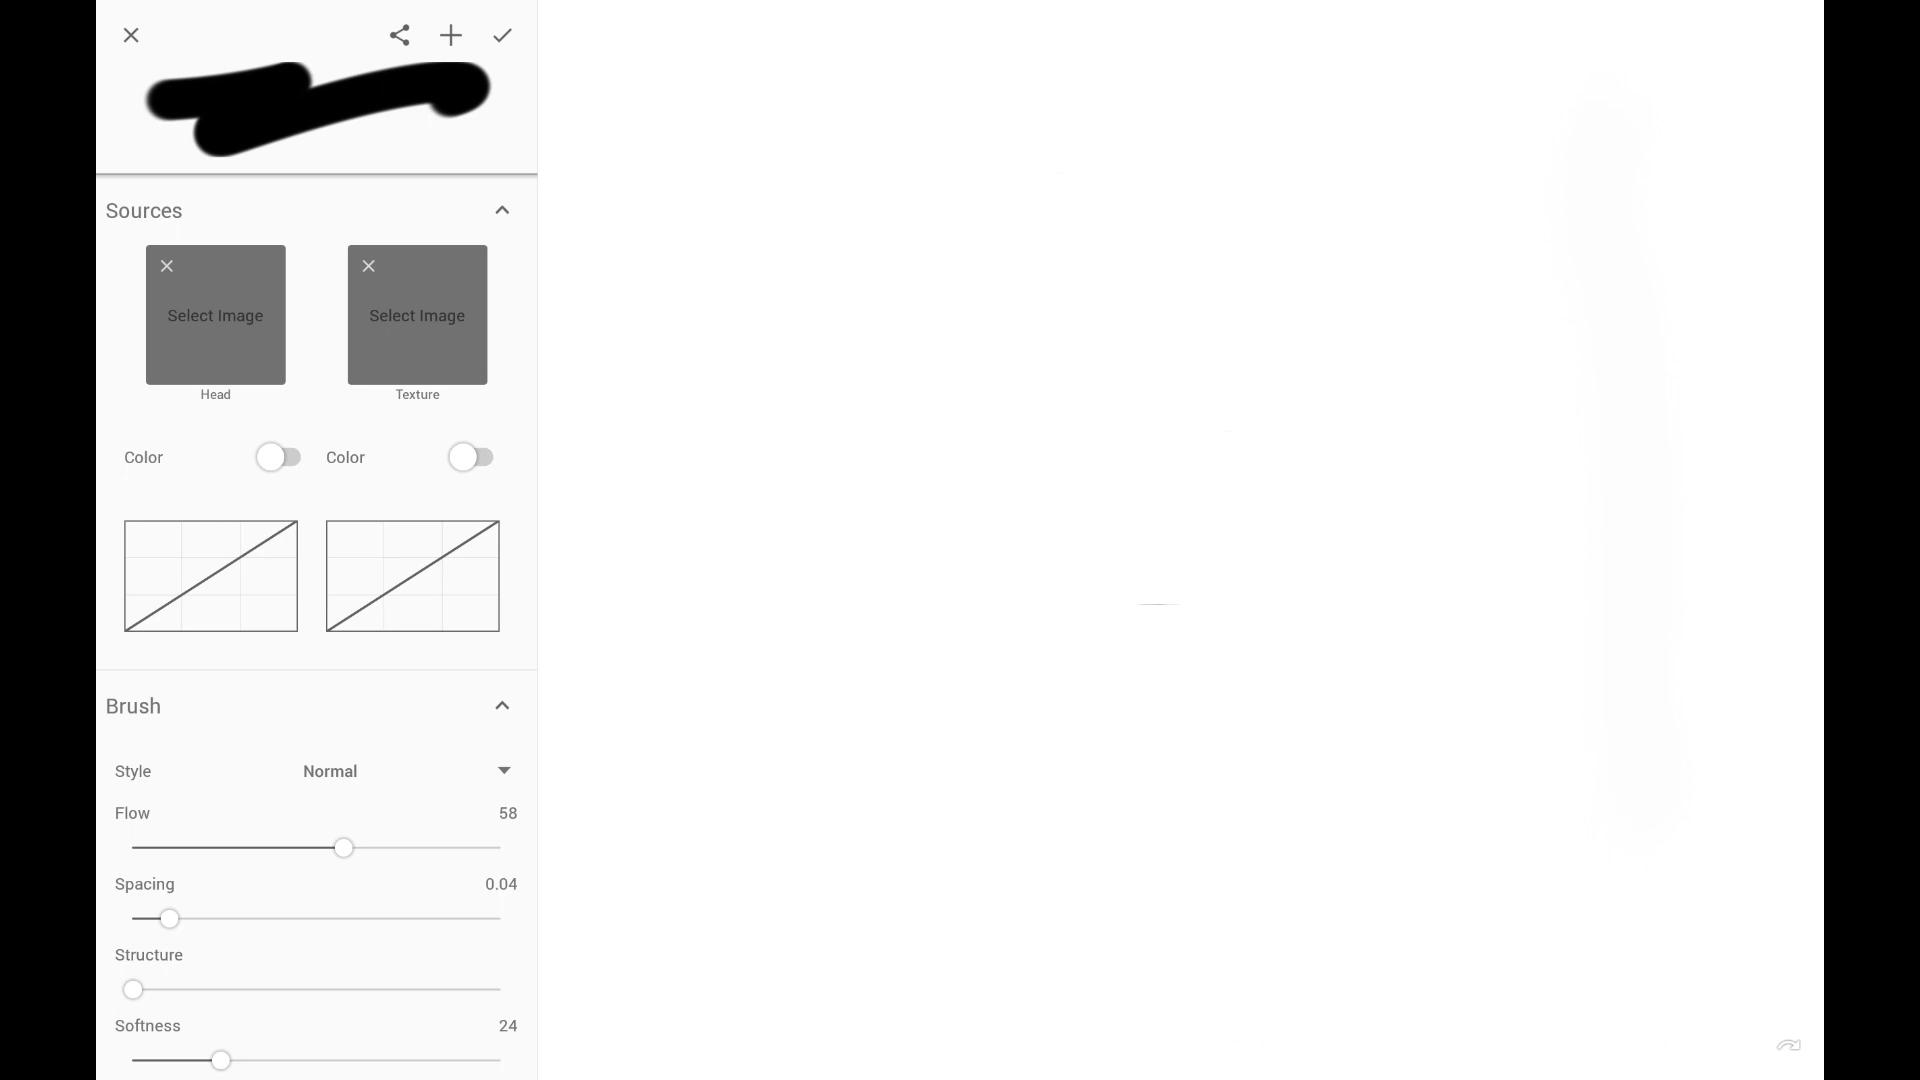 Sources
Select Image Select Image
Head Texture
Color Color
Brush
Style Normal
Flow 58
Spacing 0.04
Structure
Softness 24